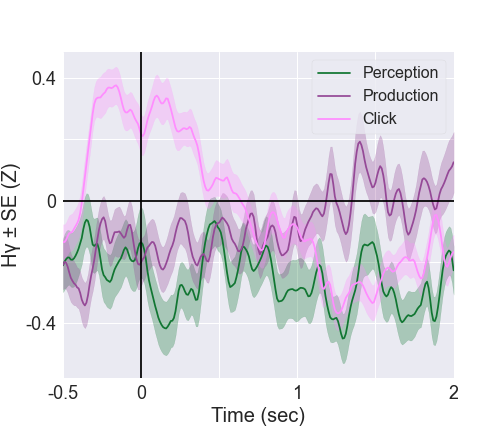 0.4
0
-0.4
Hγ ± SE (Z)
Perception
Production
Click
-0.5
0
1
2
Time (sec)